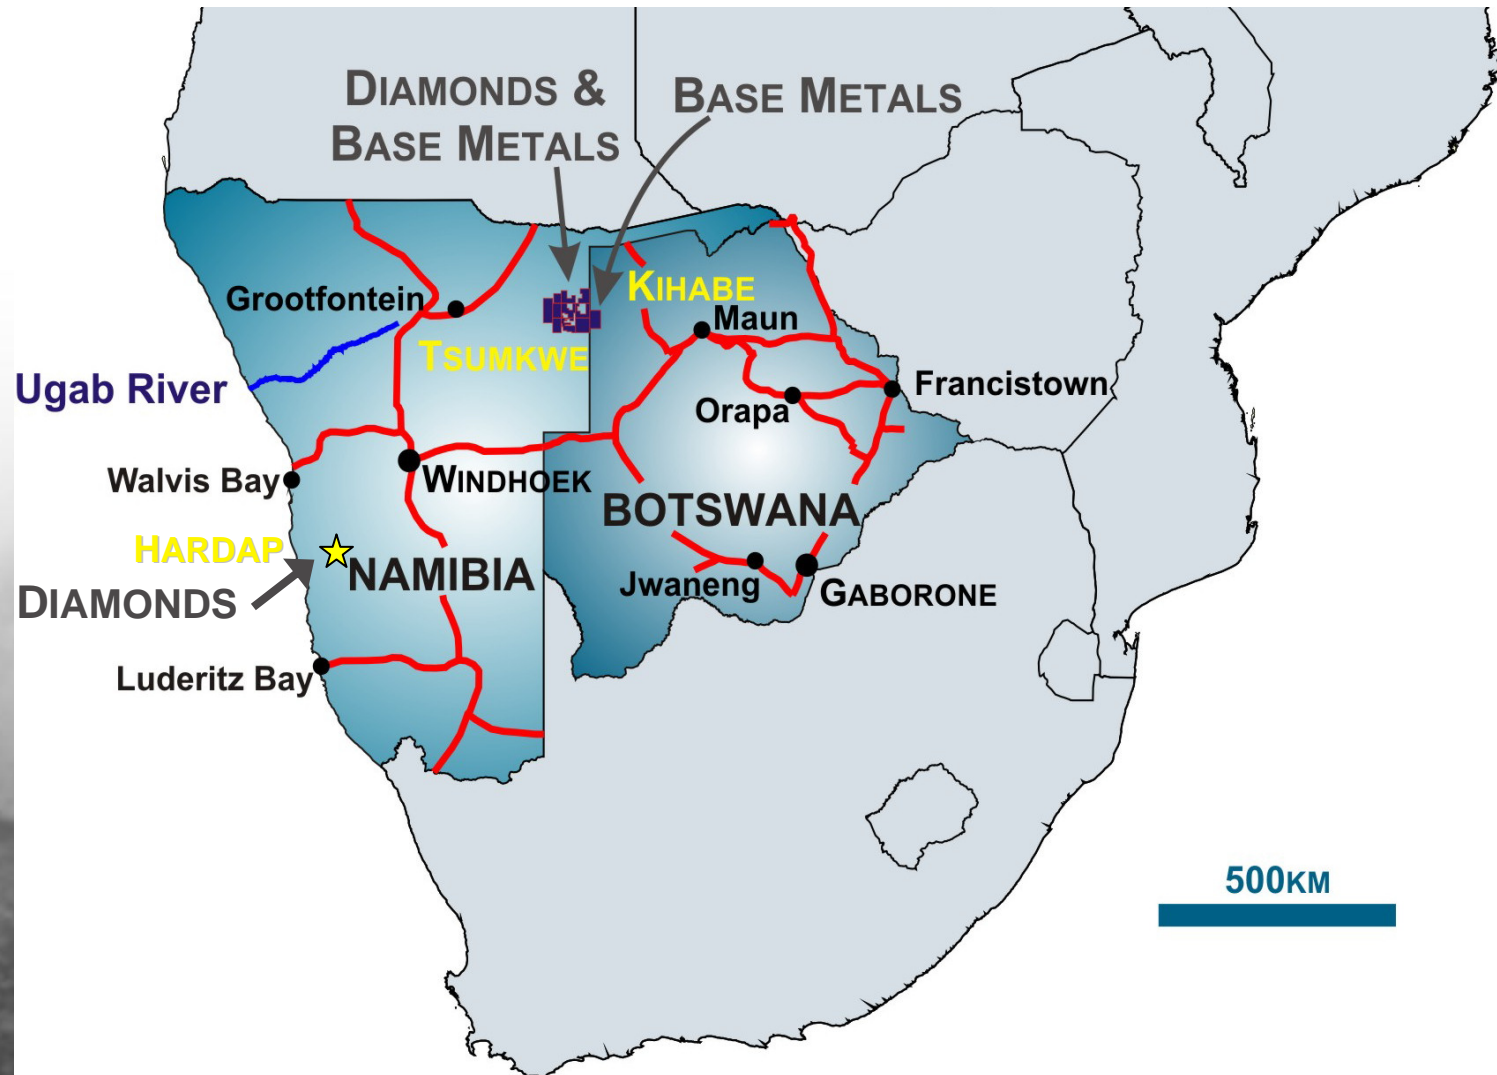 DIAMONDS &
BASE METALS
BASE METALS
KIHABE
Grootfontein
Maun
TSUMKWE
Ugab River
Francistown
Orapa
Walvis Bay
WINDHOEK
BOTSWANA
HARDAP
NAMIBIA
DIAMONDS
Jwaneng
GABORONE
Luderitz Bay
500KM